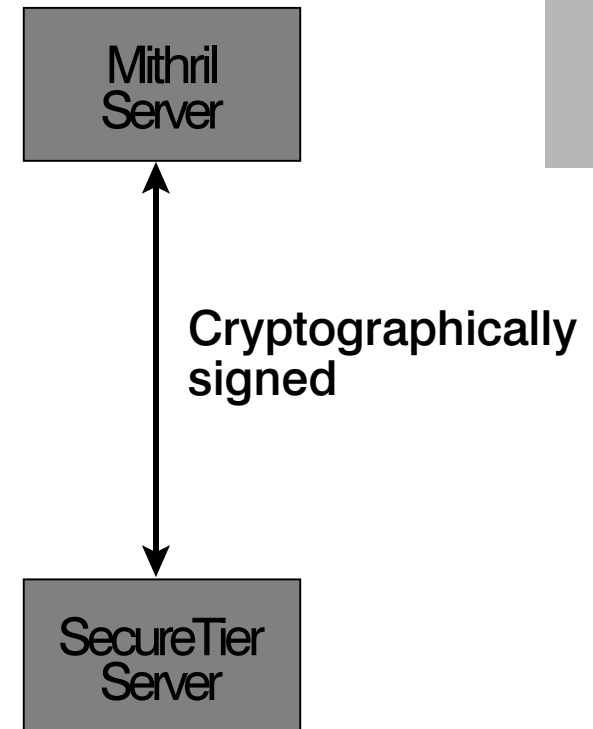 Mithril
Server
Cryptographically
signed
SecureTier
Server